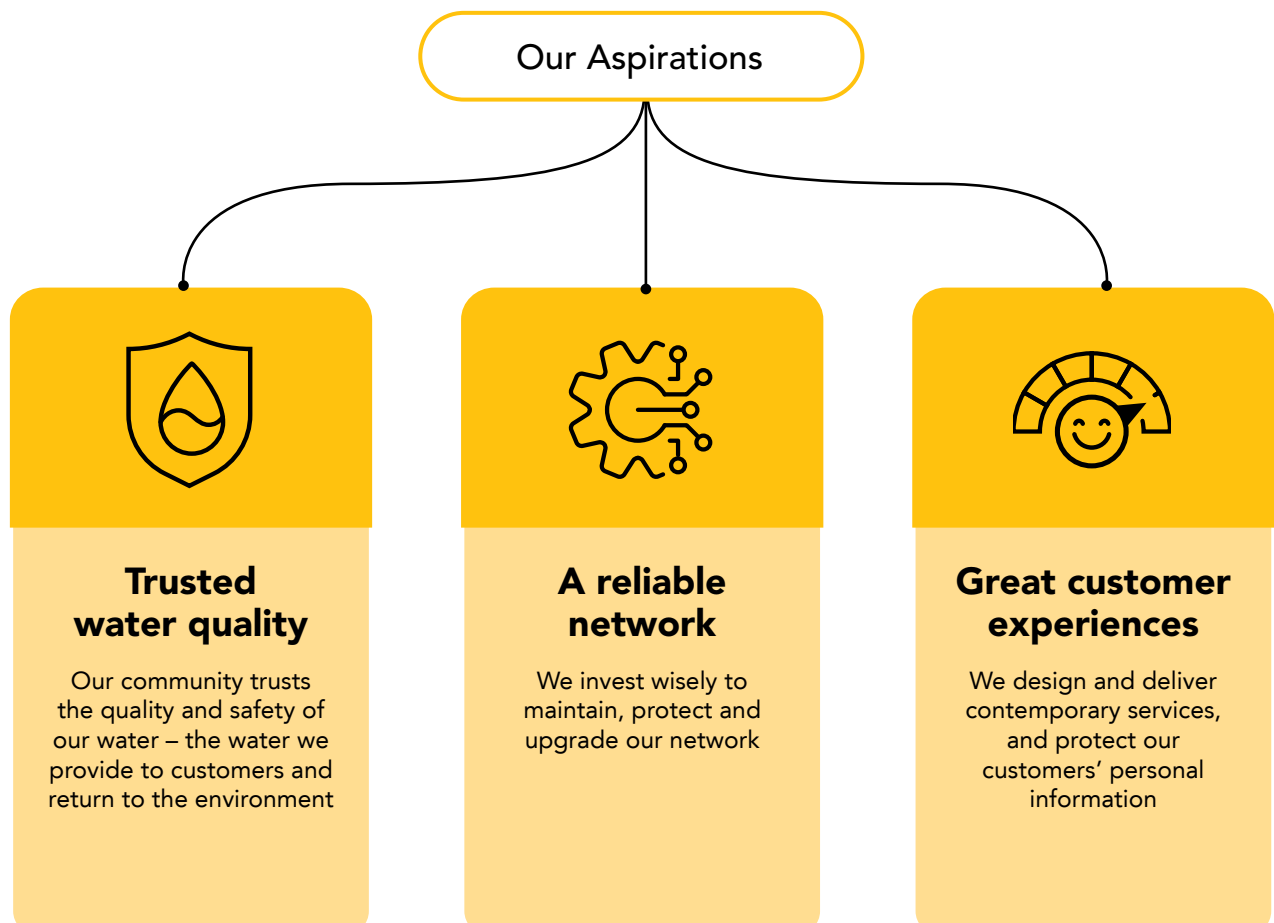 Our Aspirations
Trusted
water quality
Our community trusts
the quality and safety of
our water – the water we
provide to customers and
return to the environment
A reliable
network
We invest wisely to
maintain, protect and
upgrade our network
Great customer
experiences
We design and deliver
contemporary services,
and protect our
customers’ personal
information